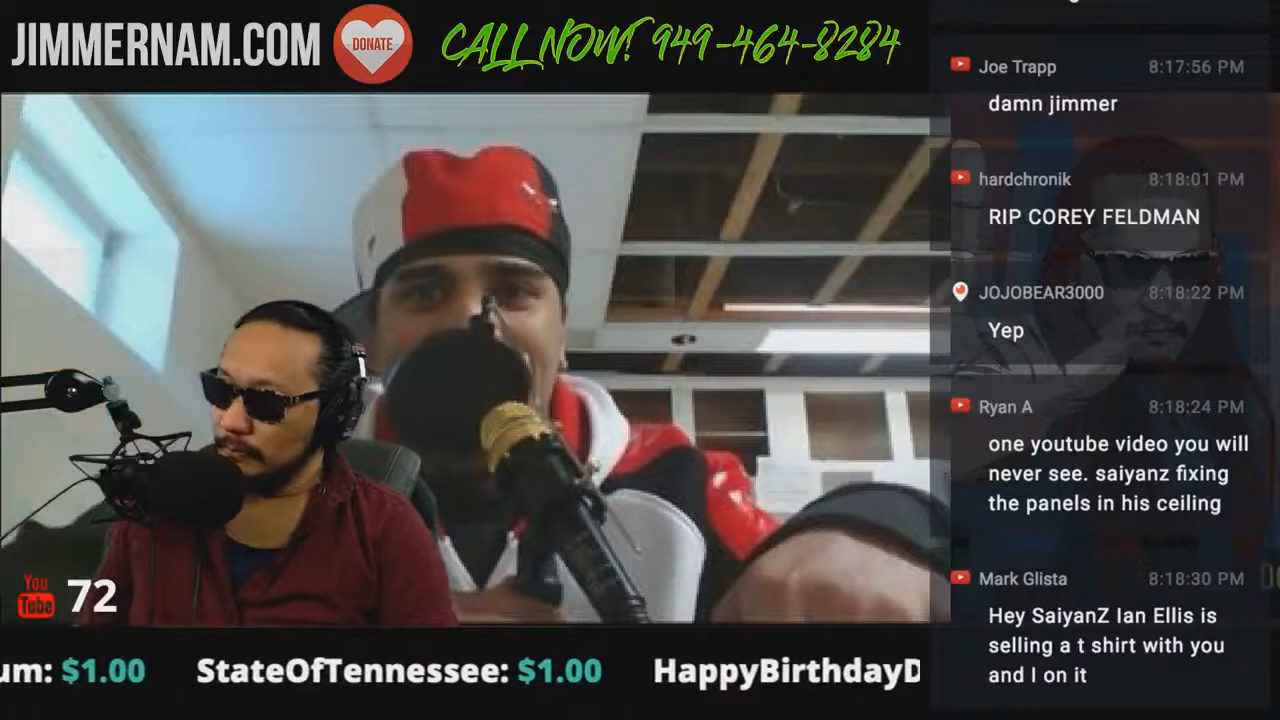 JIMMERNAM.COM
DONATE
CALL NOW! 949-464-8284
Joe Trapp 8:17:56 PM
damn jimmer
hardchronik 8:18:01 PM
RIP COREY FELDMAN
JOJOBEAR3000 8:18:22 PM
Yep
Ryan A 8:18:24 PM
one youtube video you will
never see. saiyanz fixing
the panels in his ceiling
Mark Glista 8:18:30 PM
Hey SaiyanZ Ian Ellis is
selling a t shirt with you
and I on it
You
Tube 72
um: $1.00 StateOfTennessee: $1.00 HappyBirthdayD